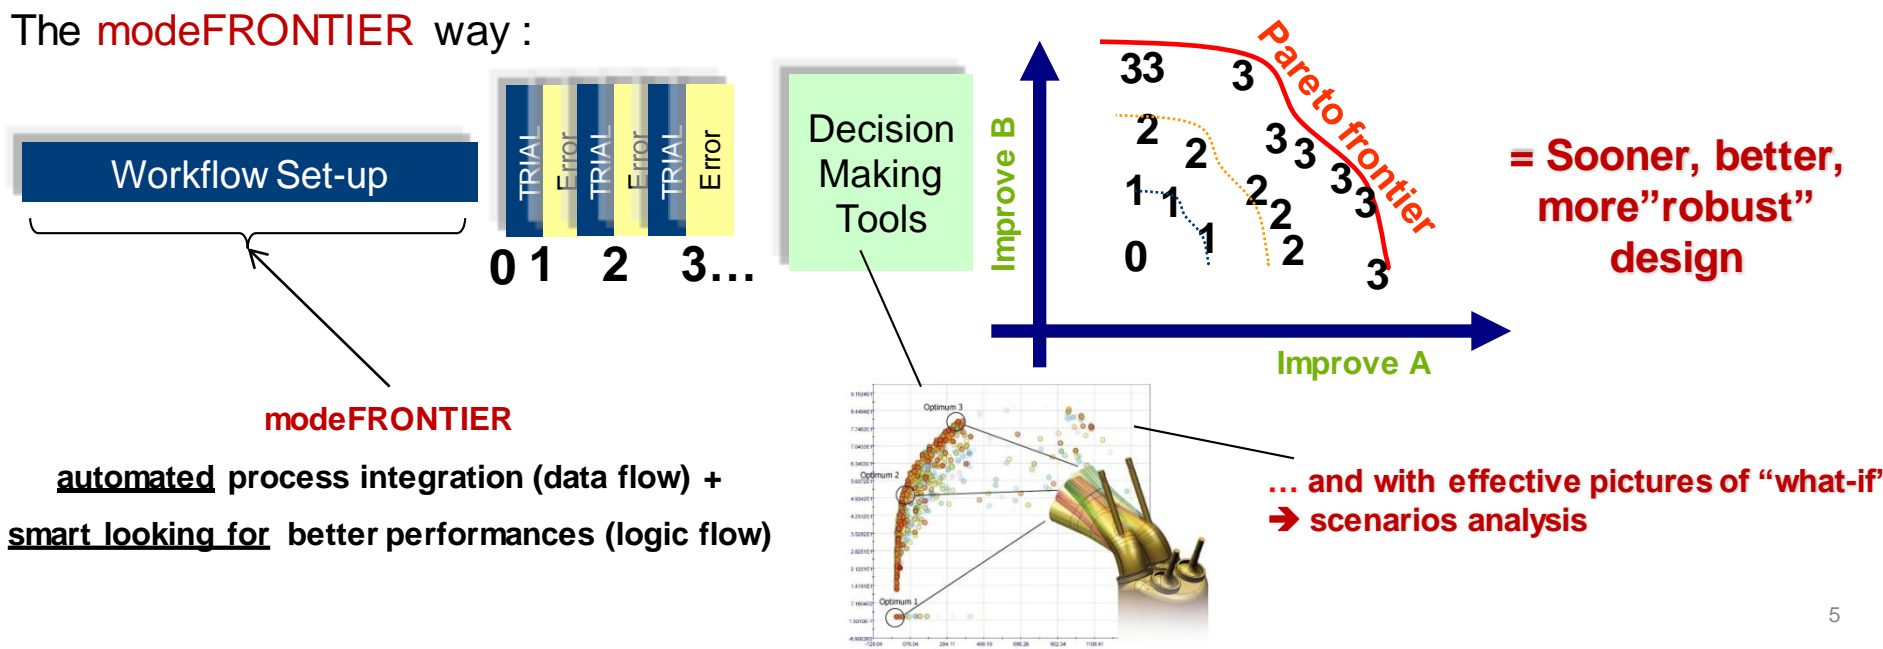 The modeFRONTIER way :
Workflow Set-up
TRIAL
Error
TRIAL
Error
TRIAL
Error
0 1 2 3...
Decision
Making
Tools
Improve B
33 3
2 2 3 3
1 1 2 3
2 3
1 2
0 3
Pareto frontier
Improve A
= Sooner, better,
more”robust”
design
modeFRONTIER
automated process integration (data flow) +
smart looking for better performances (logic flow)
Optimum 3
Optimum 2
Optimum 1
... and with effective pictures of “what-if”
➔ scenarios analysis
5